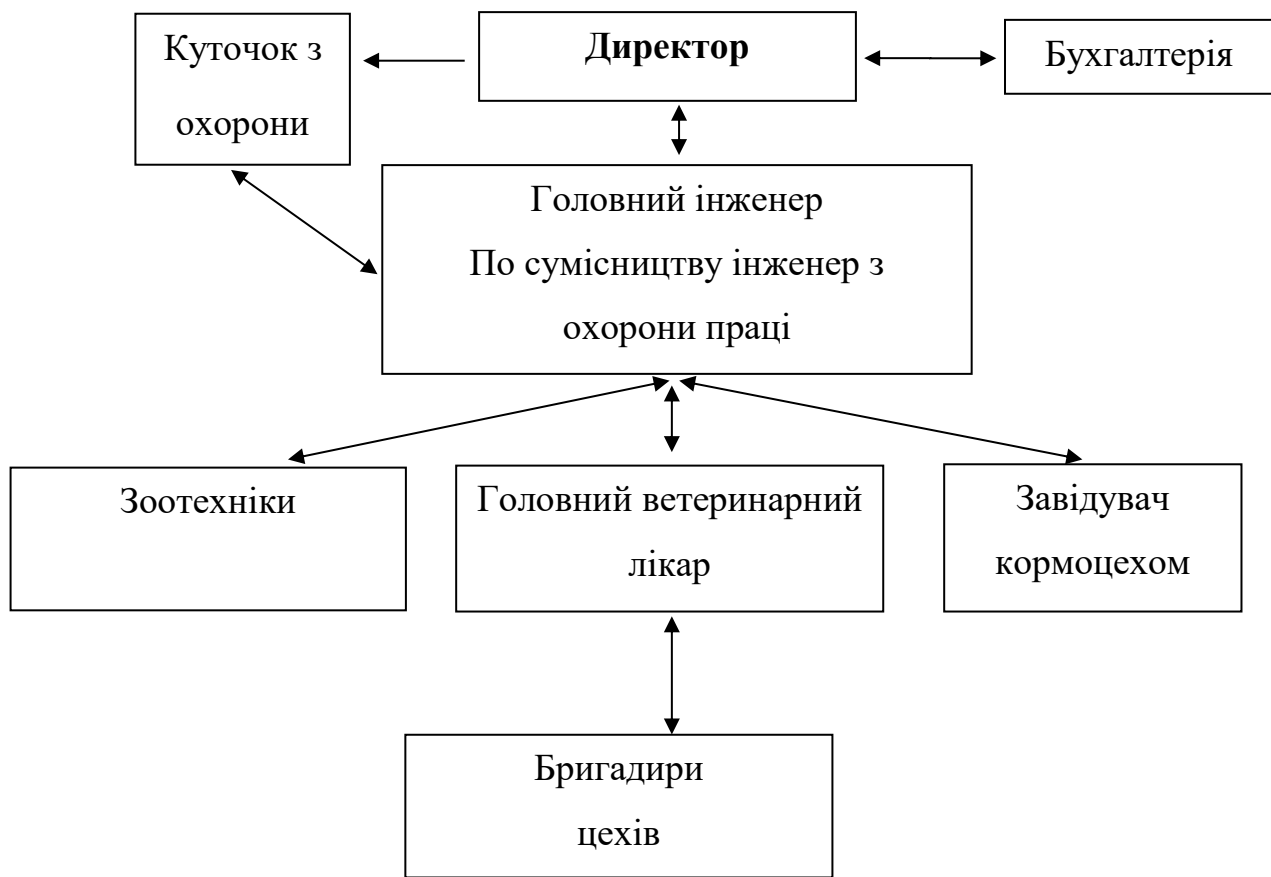 Куточок з
охорони
Директор
Бухгалтерія
Головний інженер
По сумісництву інженер з
охорони праці
Зоотехніки
Головний ветеринарний
лікар
Завідувач
кормоцехом
Бригадири
цехів